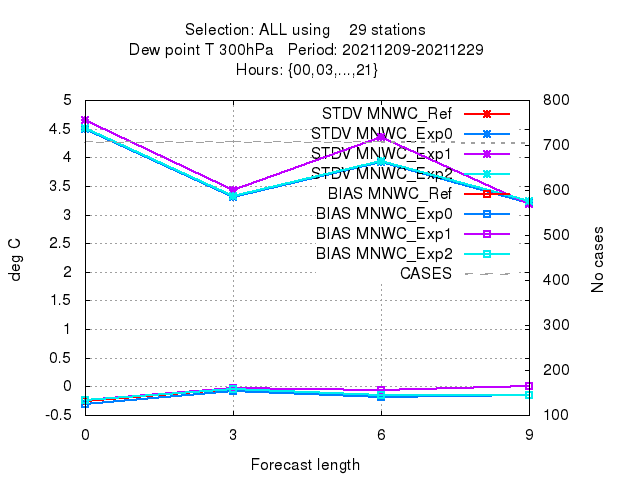 Selection: ALL using 29 stations
Dew point T 300hPa Period: 20211209-20211229
Hours: {00,03,...,21}
5 800
4.5 700
4 600
3.5 500
3 400
2.5 300
2 200
1.5 100
1
0.5
0
-0.5
STDV MNWC_Ref
STDV MNWC_Exp0
STDV MNWC_Exp1
STDV MNWC_Exp2
BIAS MNWC_Ref
BIAS MNWC_Exp0
BIAS MNWC_Exp1
BIAS MNWC_Exp2
CASES
deg C
No cases
0 3 6 9
Forecast length